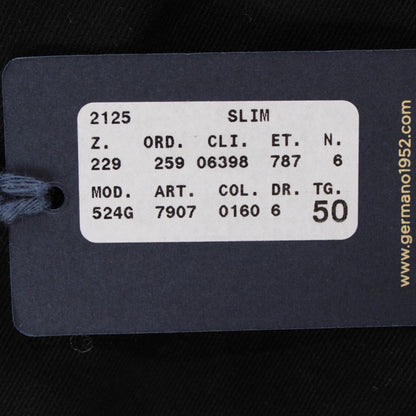 2125 SLIM
Z. ORD. CLI. ET. N.
229 259 06398 787 6
MOD. ART. COL. DR. TG.
524G 7907 0160 6 50
www.germano1952.com